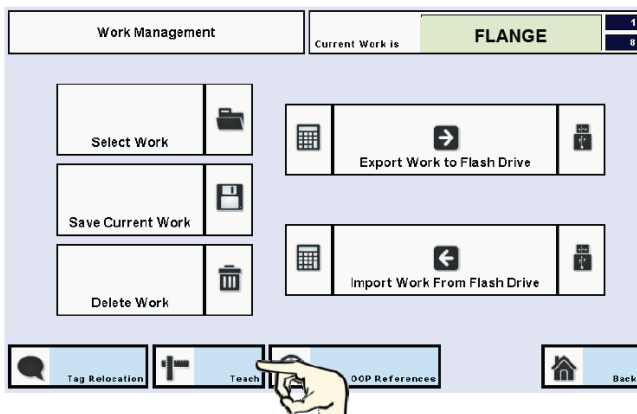 Work Management
Current Work is
FLANGE
1
8
Select Work
Export Work to Flash Drive
Save Current Work
Import Work From Flash Drive
Delete Work
Tag Relocation
Teach
OOP References
Back